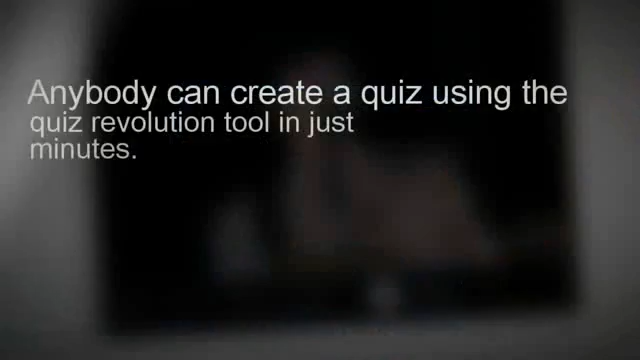 Anybody can create a quiz using the
quiz revolution tool in just
minutes.